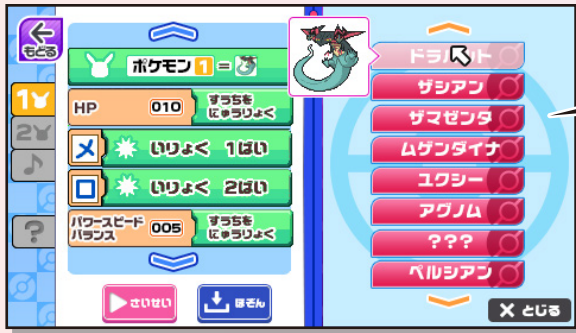 もどる
ポケモン 1 =
1
2
?
HP 010 すうちを にゅうりょく
メ いりょく 1ばい
ロ いりょく 2ばい
パワースピード バランス 005 すうちを にゅうりょく
さいせい
ほぞん
ザシアン
ザマゼンタ
ムゲンダイナ
ユクシー
アグノム
???
ペルシアン
× とじる